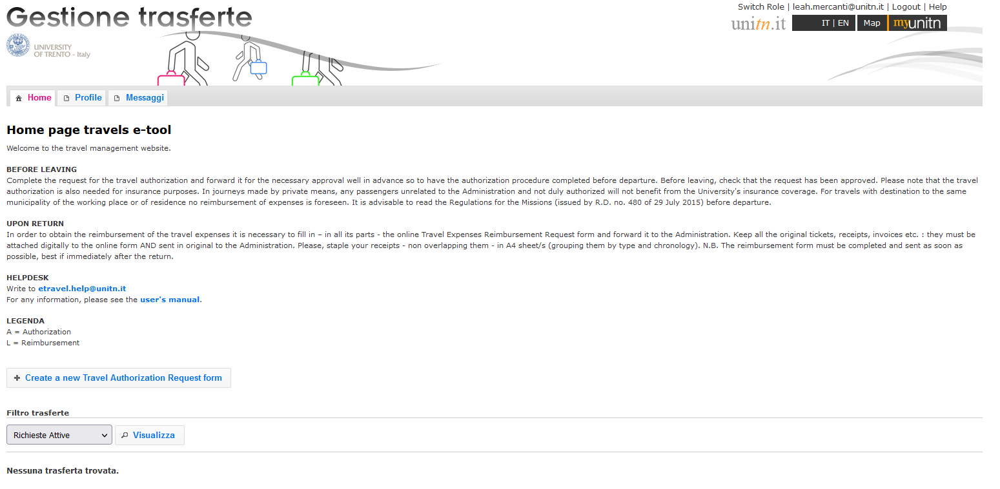 Gestione trasferte
Switch Role | leah.mercanti@unitn.it | Logout | Help
unitn.it
IT | EN
Map
myunitn
UNIVERSITY
OF TRENTO - Italy
Home
Profile
Messaggi
Home page travels e-tool
Welcome to the travel management website.
BEFORE LEAVING
Complete the request for the travel authorization and forward it for the necessary approval well in advance so to have the authorization procedure completed before departure. Before leaving, check that the request has been approved. Please note that the travel
authorization is also needed for insurance purposes. In journeys made by private means, any passengers unrelated to the Administration and not duly authorized will not benefit from the University's insurance coverage. For travels with destination to the same
municipality of the working place or of residence no reimbursement of expenses is foreseen. It is advisable to read the Regulations for the Missions (issued by R.D. no. 480 of 29 July 2015) before departure.
UPON RETURN
In order to obtain the reimbursement of the travel expenses it is necessary to fill in – in all its parts - the online Travel Expenses Reimbursement Request form and forward it to the Administration. Keep all the original tickets, receipts, invoices etc. : they must be
attached digitally to the online form AND sent in original to the Administration. Please, staple your receipts - non overlapping them - in A4 sheet/s (grouping them by type and chronology). N.B. The reimbursement form must be completed and sent as soon as
possible, best if immediately after the return.
HELPDESK
Write to etravel.help@unitn.it
For any information, please see the user's manual.
LEGENDA
A = Authorization
L = Reimbursement
Create a new Travel Authorization Request form
Filtro trasferte
Richieste Attive
Visualizza
Nessuna trasferta trovata.